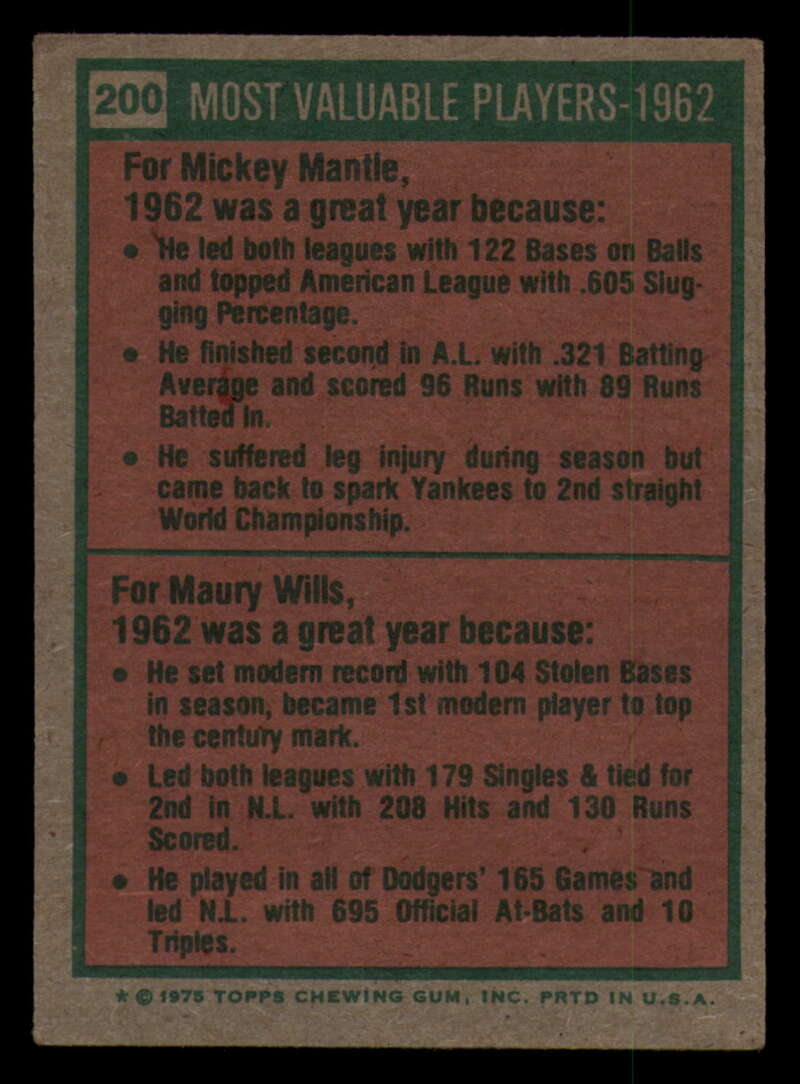 200 MOST VALUABLE PLAYERS-1962
For Mickey Mantle,
1962 was a great year because:
• He led both leagues with 122 Bases on Balls
and topped American League with .605 Slug-
ging Percentage.
• He finished second in A.L. with .321 Batting
Average and scored 96 Runs with 89 Runs
Batted In.
• He suffered leg injury during season but
came back to spark Yankees to 2nd straight
World Championship.
For Maury Wills,
1962 was a great year because:
• He set modern record with 104 Stolen Bases
in season, became 1st modern player to top
the century mark.
• Led both leagues with 179 Singles & tied for
2nd in N.L. with 208 Hits and 130 Runs
Scored.
• He played in all of Dodgers' 165 Games and
led N.L. with 695 Official At-Bats and 10
Triples.
* © 1975 TOPPS CHEWING GUM, INC. PRTD IN U.S.A.